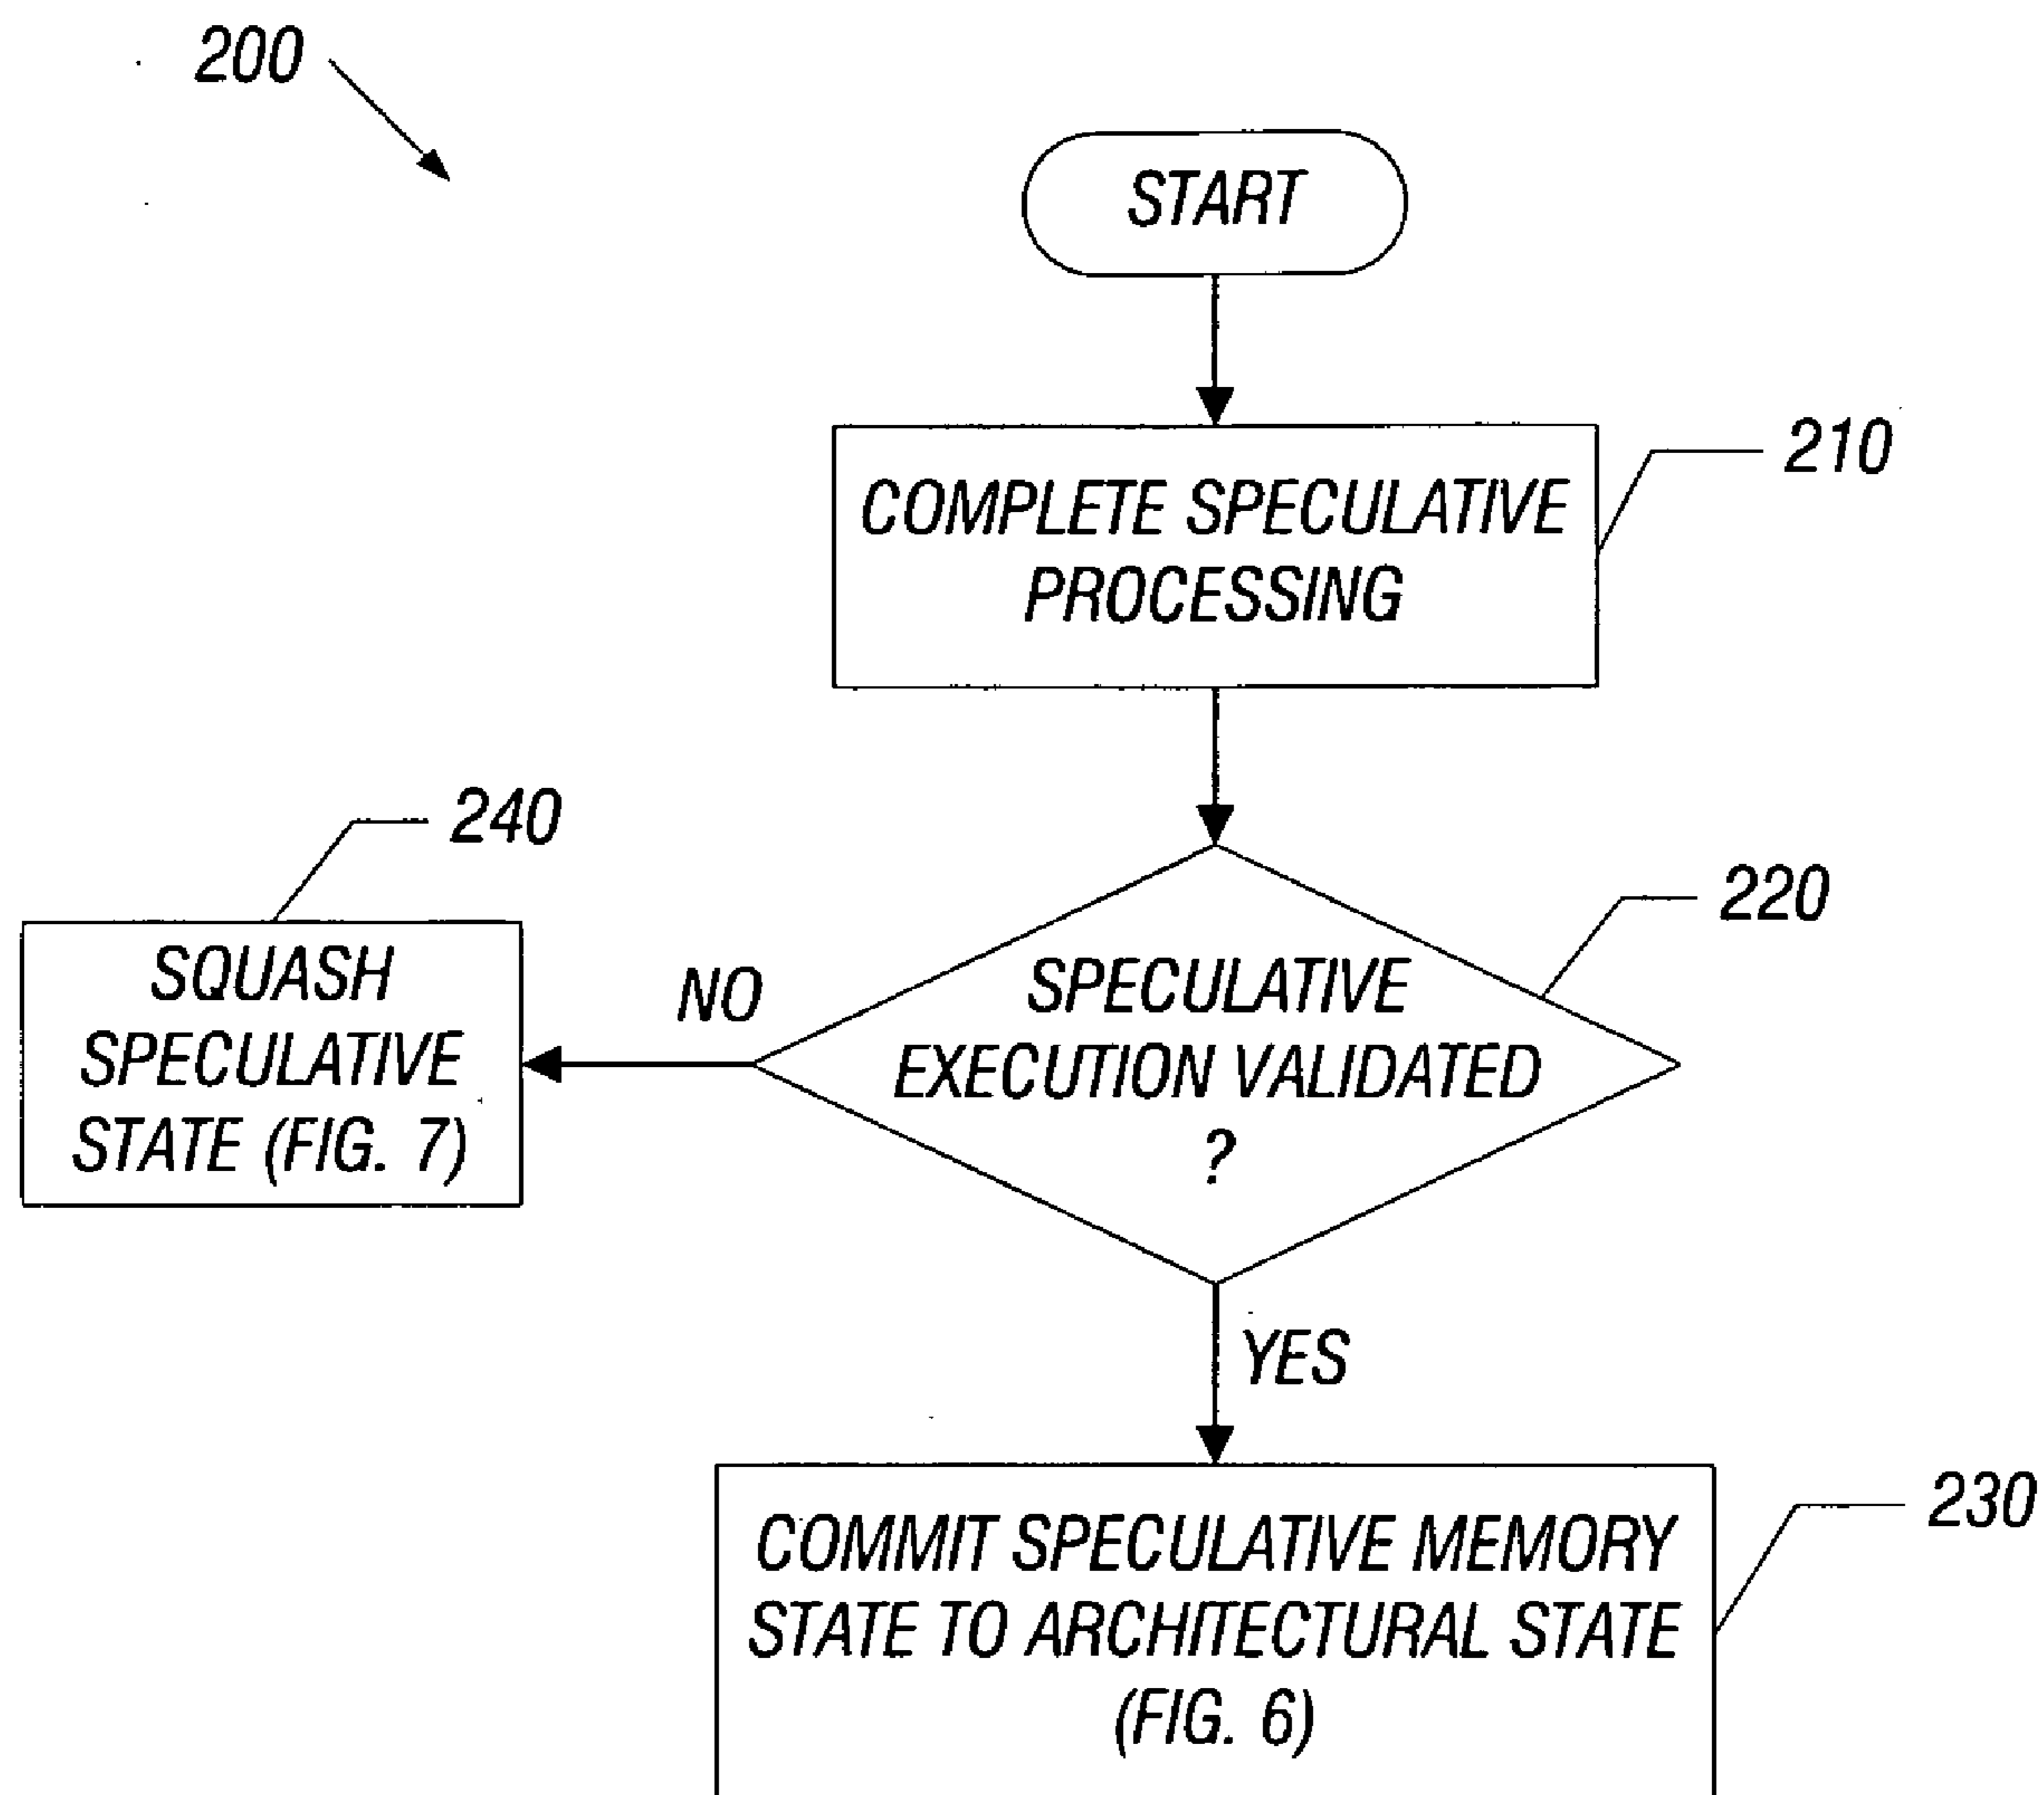 200
START
COMPLETE SPECULATIVE
PROCESSING
210
240
SQUASH
SPECULATIVE
STATE (FIG. 7)
NO
SPECULATIVE
EXECUTION VALIDATED
?
220
YES
COMMIT SPECULATIVE MEMORY
STATE TO ARCHITECTURAL STATE
(FIG. 6)
230